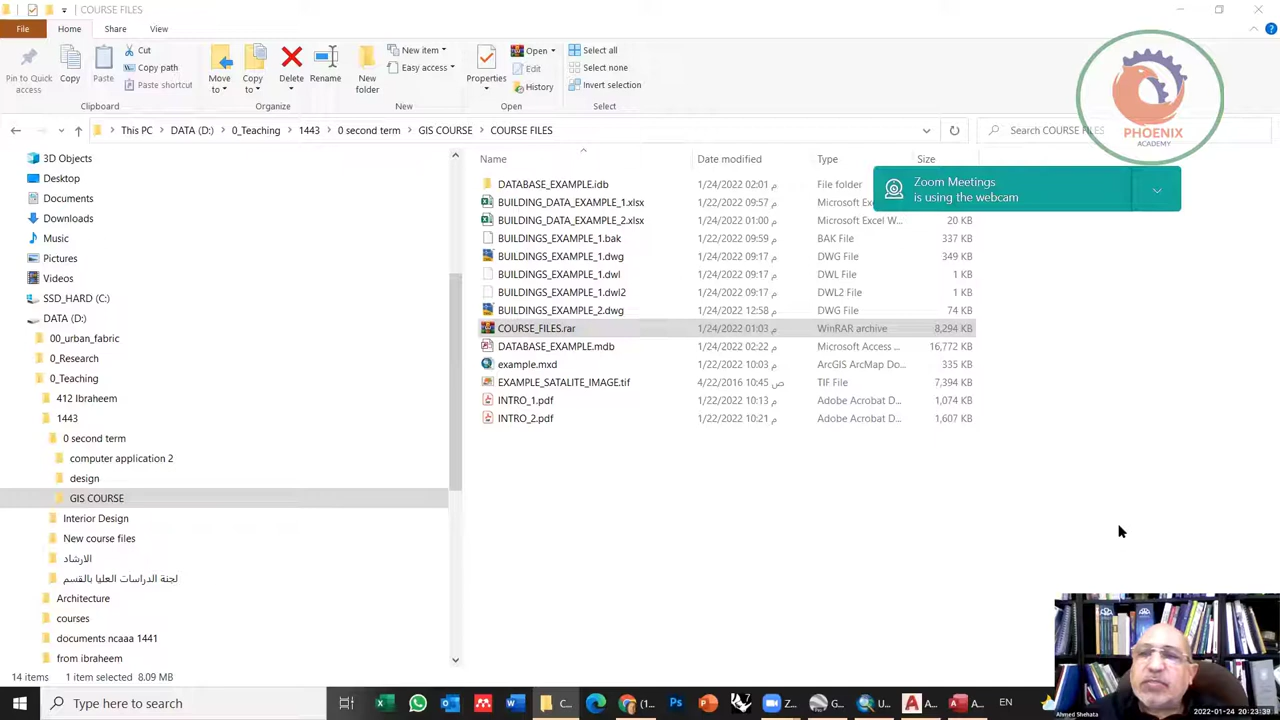 COURSE FILES
File Home Share View
Pin to Quick access
Copy
Paste
Cut
Copy path
Paste shortcut
Clipboard
Move to
Copy to
Delete
Rename
Organize
New folder
New item
Easy access
New
Properties
Open
Edit
History
Open
Select all
Select none
Invert selection
Select
PHOENIX
ACADEMY
This PC > DATA (D:) > 0_Teaching > 1443 > 0 second term > GIS COURSE > COURSE FILES
Search COURSE FILES
Zoom Meetings
is using the webcam
3D Objects
Desktop
Documents
Downloads
Music
Pictures
Videos
SSD_HARD (C:)
DATA (D:)
00_urban_fabric
0_Research
0_Teaching
412 Ibraheem
1443
0 second term
computer application 2
design
GIS COURSE
Interior Design
New course files
الارشاد
لجنة الدراسات العليا بالقسم
Architecture
courses
documents ncaaa 1441
from ibraheem
Name Date modified Type Size
DATABASE_EXAMPLE.idb 1/24/2022 02:01 م File folder
BUILDING_DATA_EXAMPLE_1.xlsx 1/22/2022 09:57 م Microsoft Ex
BUILDING_DATA_EXAMPLE_2.xlsx 1/24/2022 01:00 م Microsoft Excel W... 20 KB
BUILDINGS_EXAMPLE_1.bak 1/22/2022 09:59 م BAK File 337 KB
BUILDINGS_EXAMPLE_1.dwg 1/24/2022 09:17 م DWG File 349 KB
BUILDINGS_EXAMPLE_1.dwl 1/24/2022 09:17 م DWL File 1 KB
BUILDINGS_EXAMPLE_1.dwl2 1/24/2022 09:17 م DWL2 File 1 KB
BUILDINGS_EXAMPLE_2.dwg 1/24/2022 12:58 م DWG File 74 KB
COURSE_FILES.rar 1/24/2022 01:03 م WinRAR archive 8,294 KB
DATABASE_EXAMPLE.mdb 1/24/2022 02:22 م Microsoft Access ... 16,772 KB
example.mxd 1/22/2022 10:03 م ArcGIS ArcMap Do... 335 KB
EXAMPLE_SATALITE_IMAGE.tif 4/22/2016 10:45 ص TIF File 7,394 KB
INTRO_1.pdf 1/22/2022 10:13 م Adobe Acrobat D... 1,074 KB
INTRO_2.pdf 1/22/2022 10:21 م Adobe Acrobat D... 1,607 KB
14 items 1 item selected 8.09 MB
Type here to search
C...
(1...
Z...
G...
U...
A...
A...
EN
Ahmed Shehata
2022-01-24 20:23:39